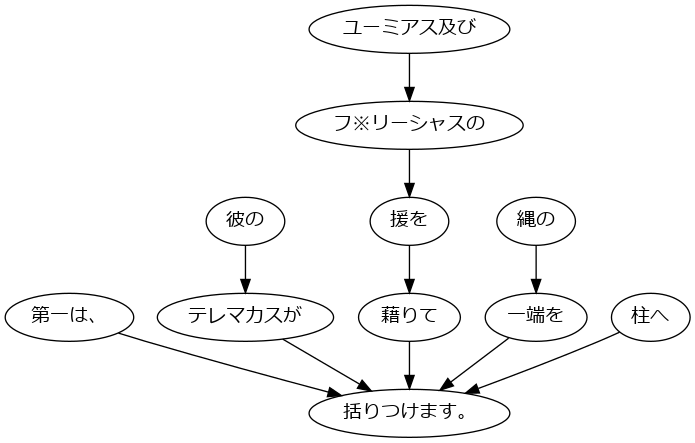 ユーミアス及び
フ※リーシャスの
彼の
援を
縄の
第一は、
テレマカスが
藉りて
一端を
柱へ
括りつけます。